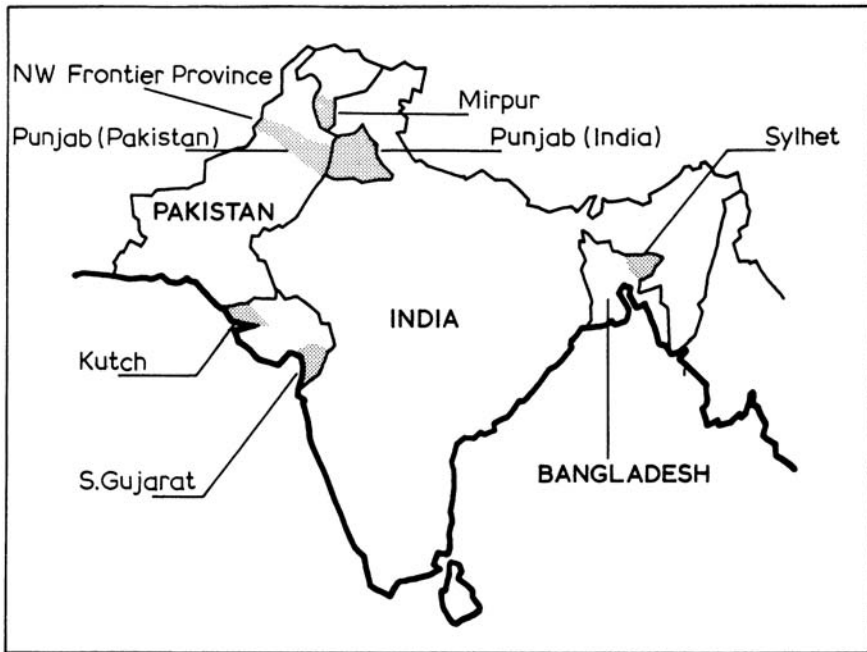 NW Frontier Province
Mirpur
Punjab (Pakistan)
Punjab (India)
Sylhet
PAKISTAN
INDIA
Kutch
S.Gujarat
BANGLADESH